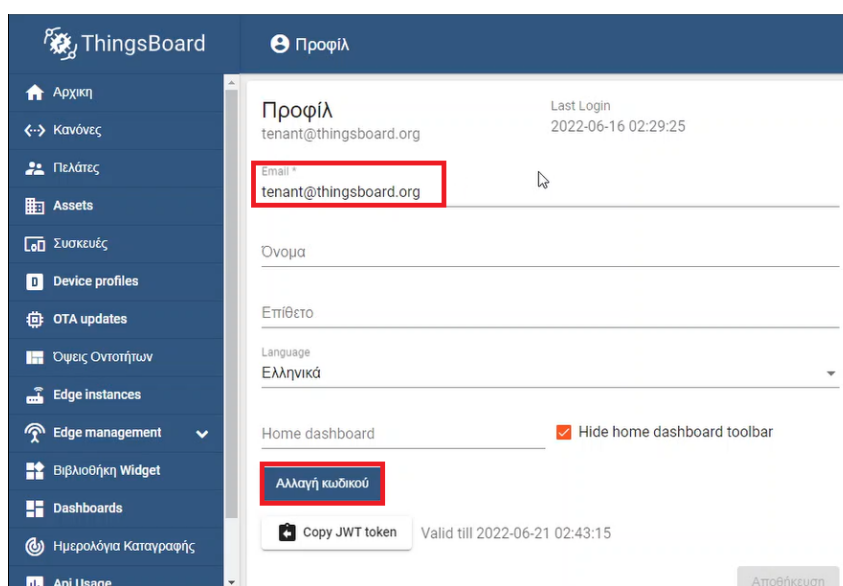 ThingsBoard
Προφίλ
Αρχικη
Κανόνες
Πελάτες
Assets
Συσκευές
Device profiles
OTA updates
Όψεις Οντοτήτων
Edge instances
Edge management
Βιβλιοθήκη Widget
Dashboards
Ημερολόγια Καταγραφής
Api Usage
Προφίλ
tenant@thingsboard.org
Last Login
2022-06-16 02:29:25
Email *
tenant@thingsboard.org
Όνομα
Επίθετο
Language
Ελληνικά
Home dashboard
Hide home dashboard toolbar
Αλλαγή κωδικού
Copy JWT token
Valid till 2022-06-21 02:43:15
Αποθήκευση